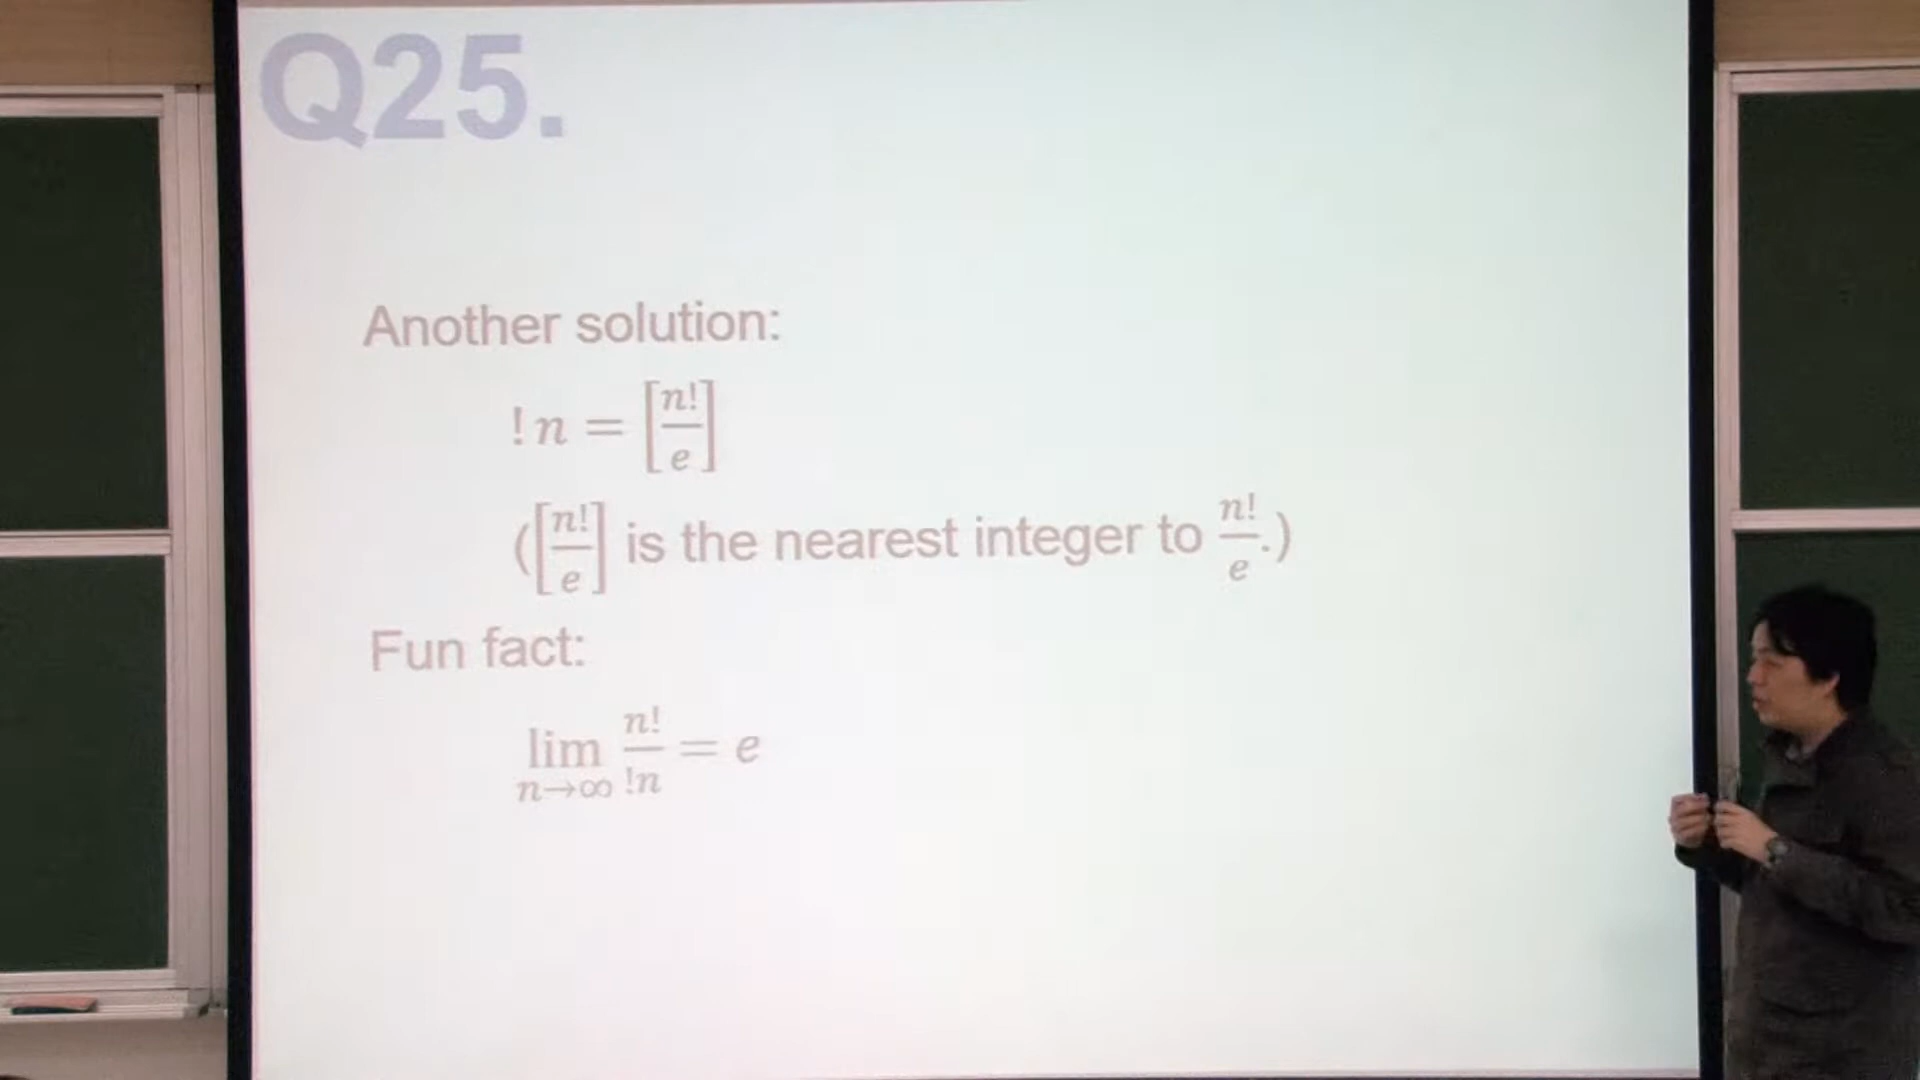 Q25.
Another solution:
!n = [n!/e]
([n!/e] is the nearest integer to n!/e.)
Fun fact:
lim n→∞ n!/!n = e